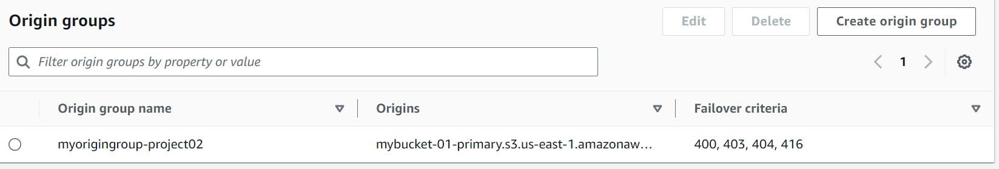 Origin groups
Edit
Delete
Create origin group
Filter origin groups by property or value
1
Origin group name
Origins
Failover criteria
myorigingroup-project02
mybucket-01-primary.s3.us-east-1.amazonaw...
400, 403, 404, 416